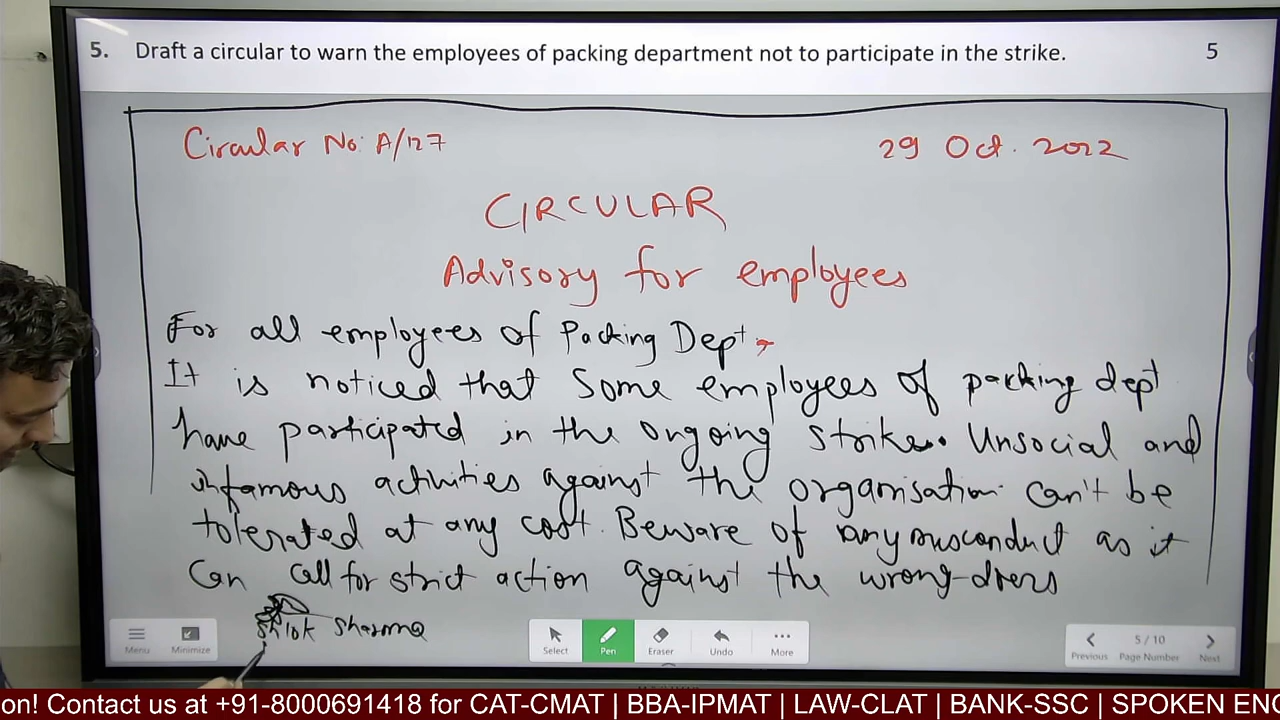 5. Draft a circular to warn the employees of packing department not to participate in the strike. 5
Circular No: A/127 29 Oct. 2022
CIRCULAR
Advisory for employees
For all employees of Packing Dept,
It is noticed that Some employees of packing dept
have participated in the ongoing strike. Unsocial and
infamous activities against the organisation can't be
tolerated at any cost. Beware of any misconduct as it
Can call for strict action against the wrong-doers
Shlok Sharma
Menu Minimize Select Pen Eraser Undo More Previous 5 / 10 Page Number Next
on! Contact us at +91-8000691418 for CAT-CMAT | BBA-IPMAT | LAW-CLAT | BANK-SSC | SPOKEN ENG